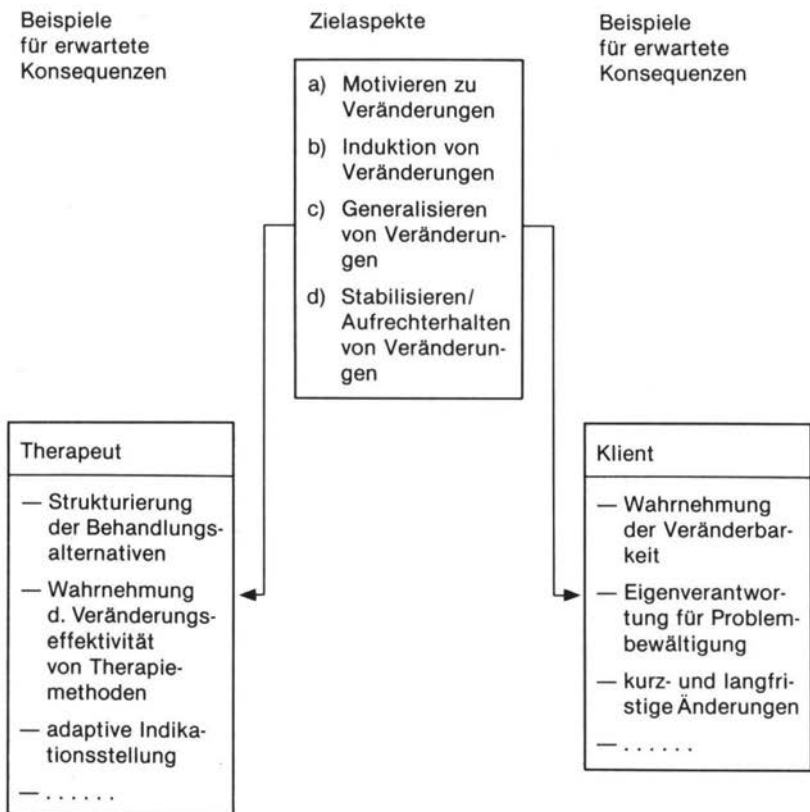 Beispiele
für erwartete
Konsequenzen
Zielaspekte
a) Motivieren zu
Veränderungen
b) Induktion von
Veränderungen
c) Generalisieren
von Veränderun-
gen
d) Stabilisieren/
Aufrechterhalten
von Veränderun-
gen
Beispiele
für erwartete
Konsequenzen
Therapeut
— Strukturierung
der Behandlungs-
alternativen
— Wahrnehmung
d. Veränderungs-
effektivität
von Therapie-
methoden
— adaptive Indika-
tionsstellung
— . . . . . .
Klient
— Wahrnehmung
der Veränderbar-
keit
— Eigenverantwor-
tung für Problem-
bewältigung
— kurz- und langfri-
stige Änderungen
— . . . . . .